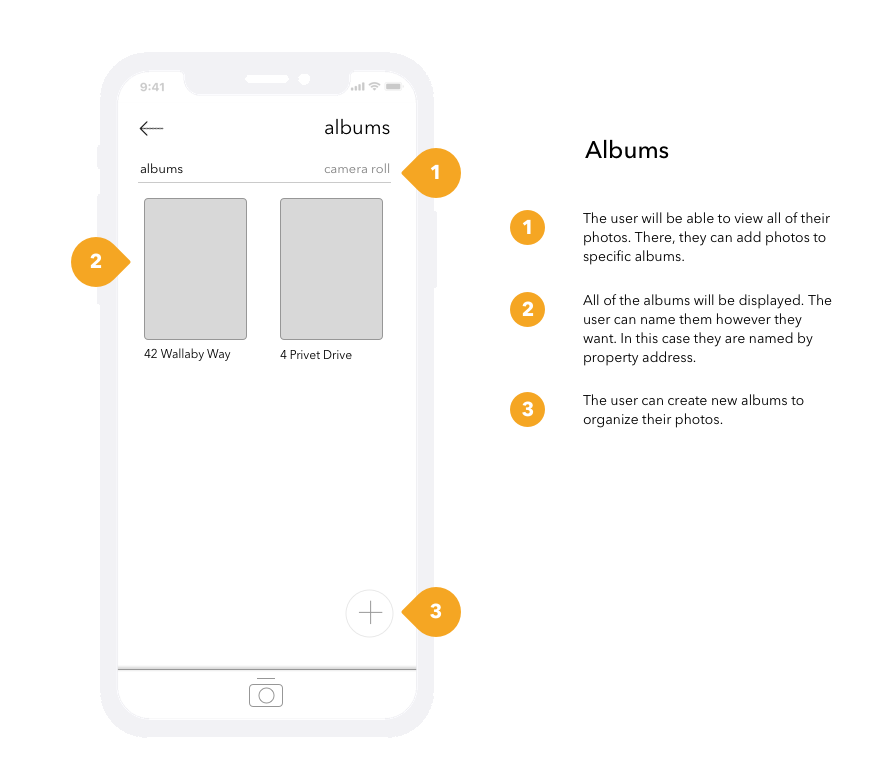 9:41
albums
albums camera roll
1
2
42 Wallaby Way 4 Privet Drive
3
Albums
1
The user will be able to view all of their
photos. There, they can add photos to
specific albums.
2
All of the albums will be displayed. The
user can name them however they
want. In this case they are named by
property address.
3
The user can create new albums to
organize their photos.